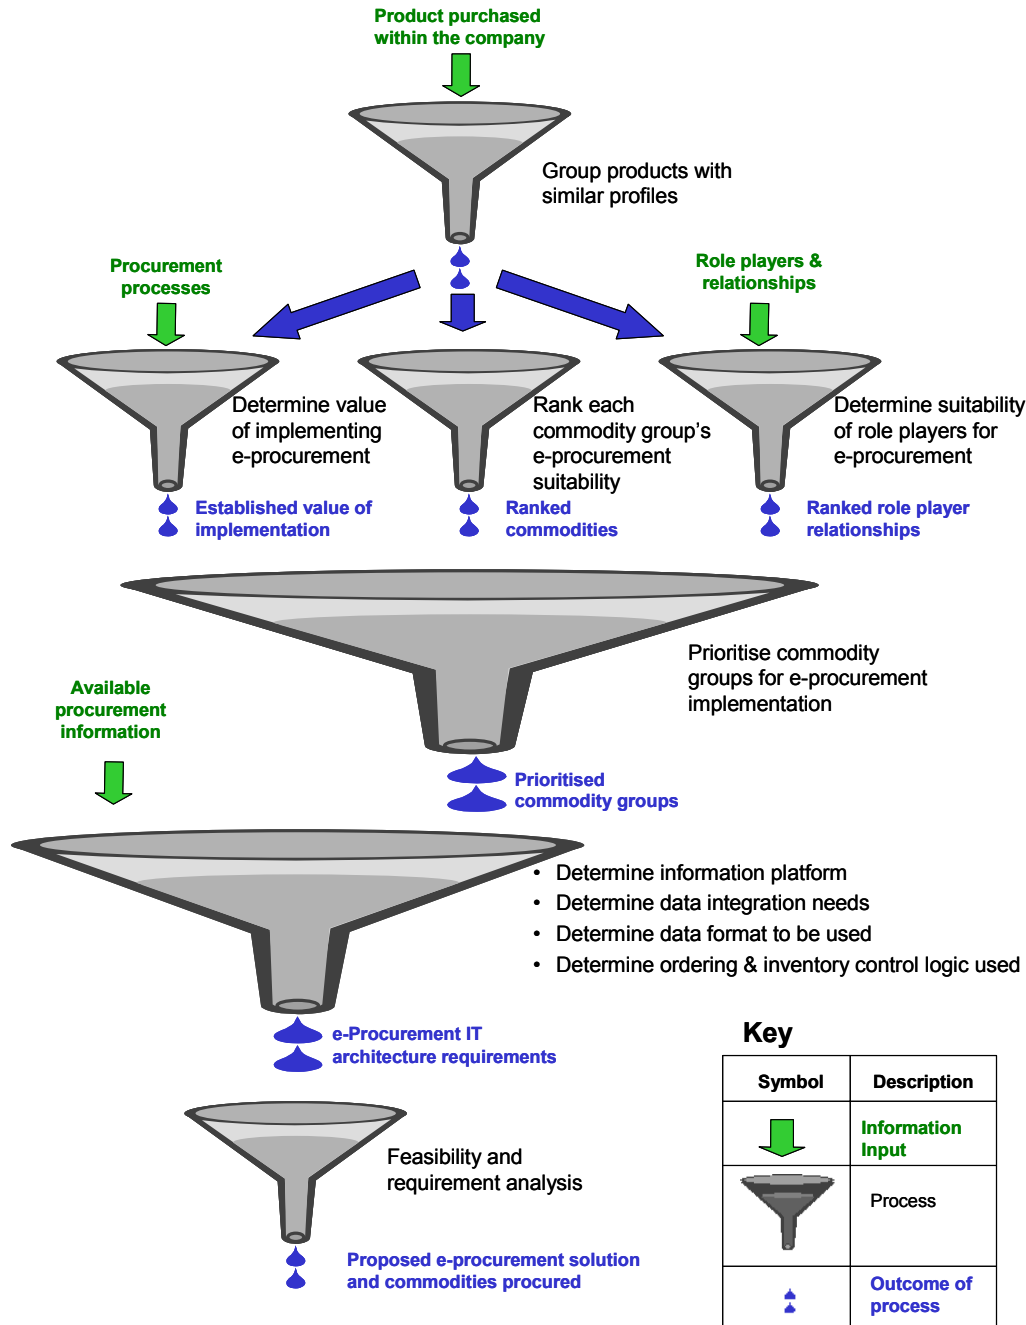 Product purchased
within the company
Group products with
similar profiles
Procurement
processes
Role players &
relationships
Determine value
of implementing
e-procurement
Rank each
commodity group's
e-procurement
suitability
Determine suitability
of role players for
e-procurement
Established value of
implementation
Ranked
commodities
Ranked role player
relationships
Prioritise commodity
groups for e-procurement
implementation
Available
procurement
information
Prioritised
commodity groups
• Determine information platform
• Determine data integration needs
• Determine data format to be used
• Determine ordering & inventory control logic used
e-Procurement IT
architecture requirements
Feasibility and
requirement analysis
Proposed e-procurement solution
and commodities procured
Key
Symbol Description
Information
Input
Process
Outcome of
process